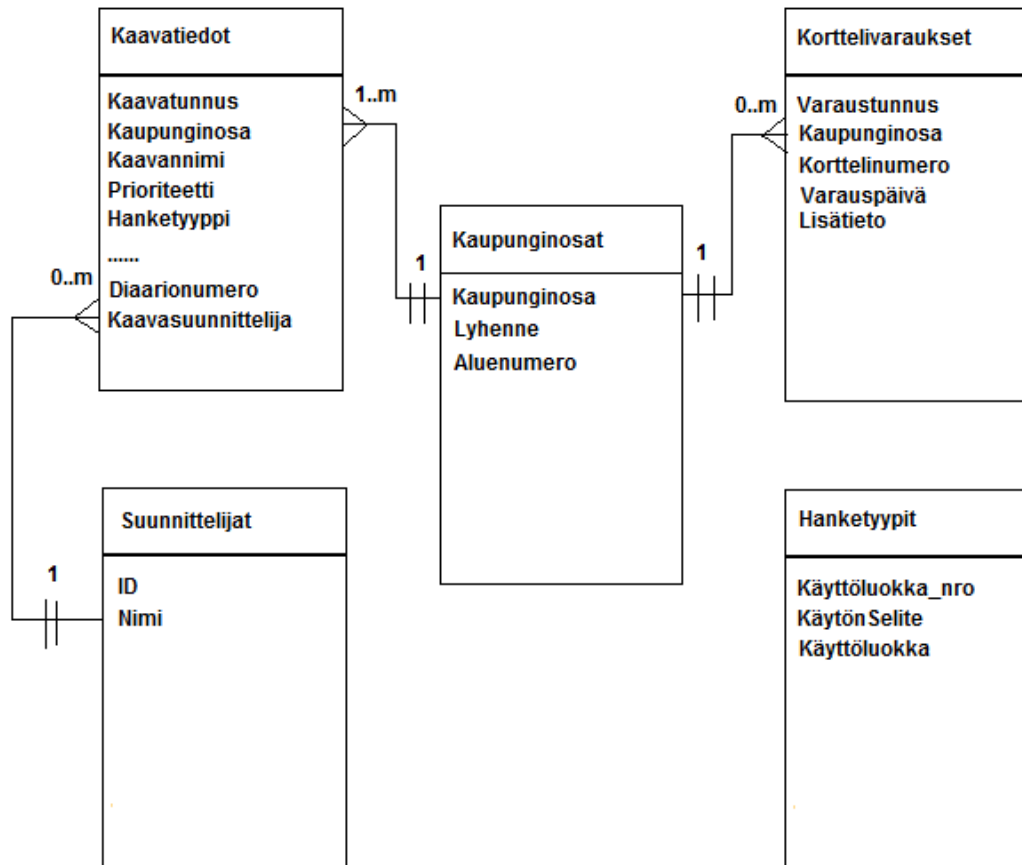 Kaavatiedot
Kaavatunnus
Kaupunginosa
Kaavannimi
Prioriteetti
Hanketyyppi
......
Diaarionumero
Kaavasuunnittelija
1..m
0..m
1
Kaupunginosat
Kaupunginosa
Lyhenne
Aluenumero
1
0..m
Korttelivaraukset
Varaustunnus
Kaupunginosa
Korttelinumero
Varauspäivä
Lisätieto
1
Suunnittelijat
ID
Nimi
Hanketyypit
Käyttöluokka_nro
KäytönSelite
Käyttöluokka